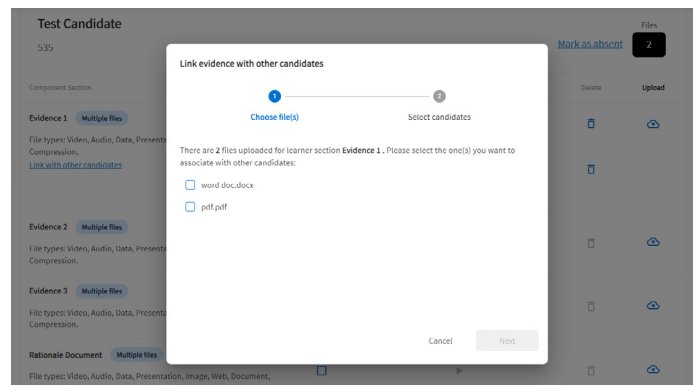 Test Candidate
Files
535
Mark as absent
2
Component Section
Delete
Upload
Link evidence with other candidates
1
2
Choose file(s)
Select candidates
There are 2 files uploaded for learner section Evidence 1 . Please select the one(s) you want to
associate with other candidates:
word doc.docx
pdf.pdf
Cancel
Next
Evidence 1 Multiple files
File types: Video, Audio, Data, Presenta
Compression.
Link with other candidates
Evidence 2 Multiple files
File types: Video, Audio, Data, Presenta
Compression.
Evidence 3 Multiple files
File types: Video, Audio, Data, Presenta
Compression.
Rationale Document Multiple files
File types: Video, Audio, Data, Presentation, Image, Web, Document,